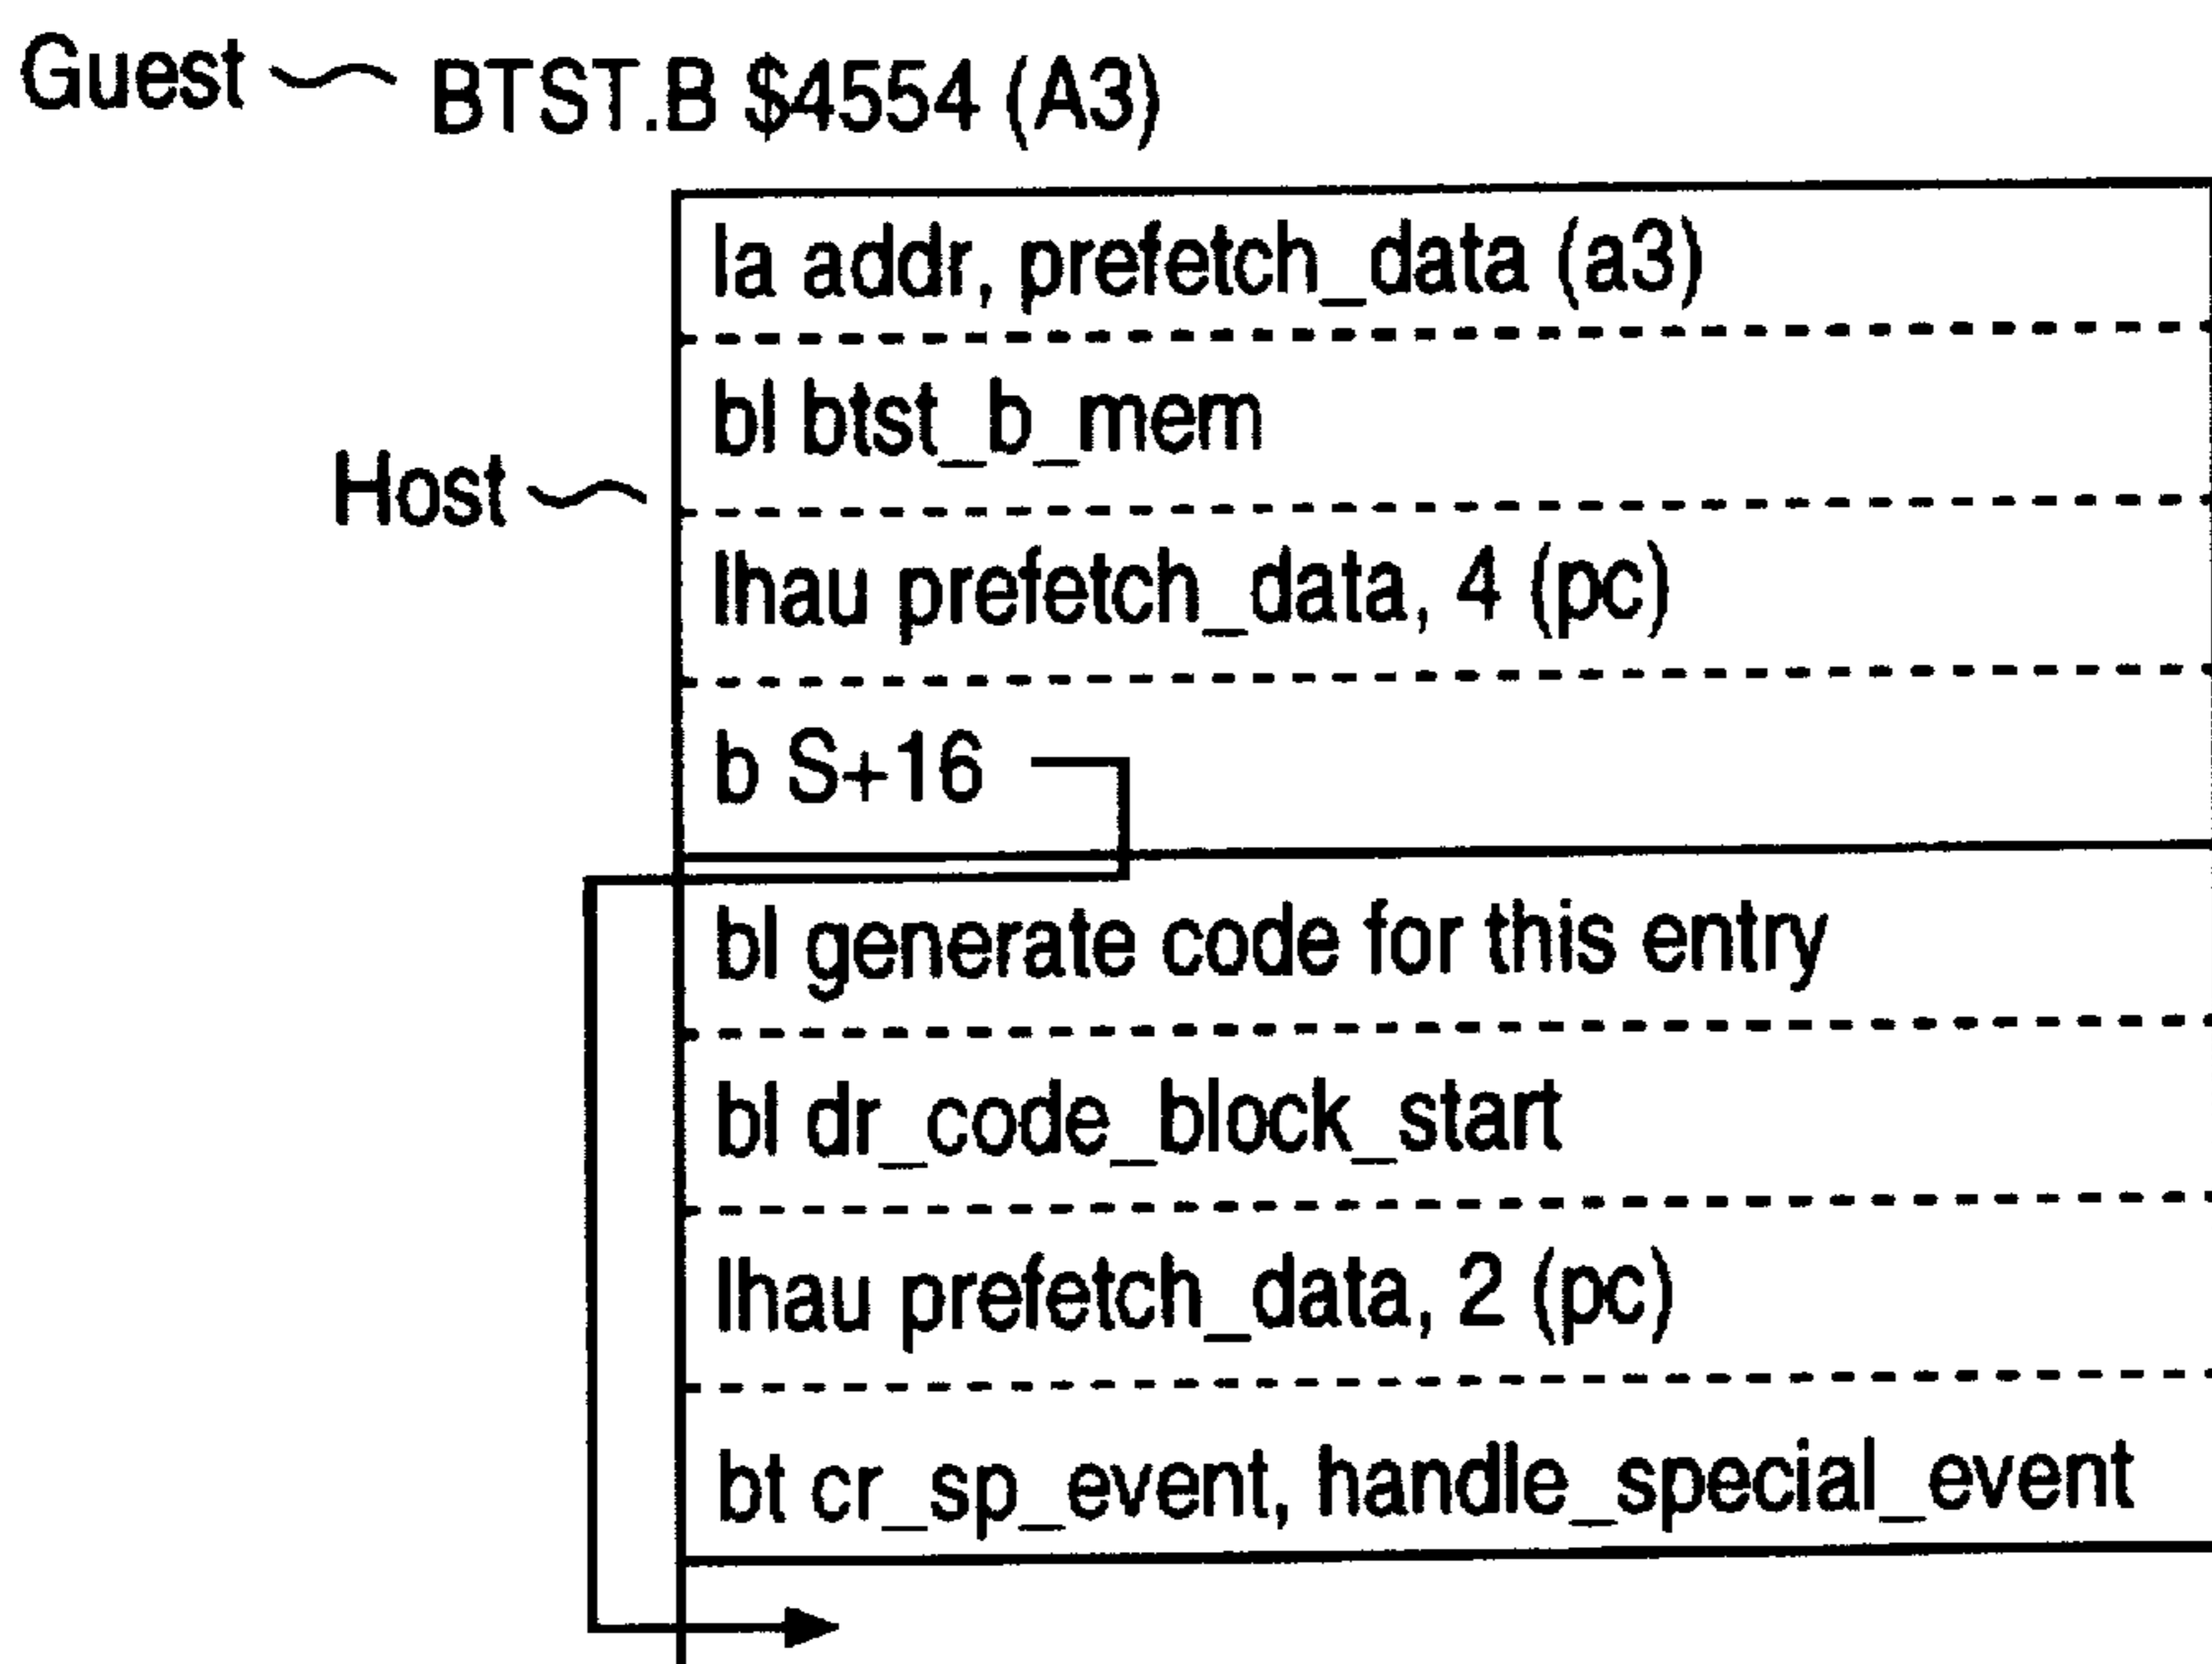 Guest BTST.B $4554 (A3)
la addr, prefetch_data (a3)
bl btst_b_mem
Host
lhau prefetch_data, 4 (pc)
b S+16
bl generate code for this entry
bl dr_code_block_start
lhau prefetch_data, 2 (pc)
bt cr_sp_event, handle_special_event